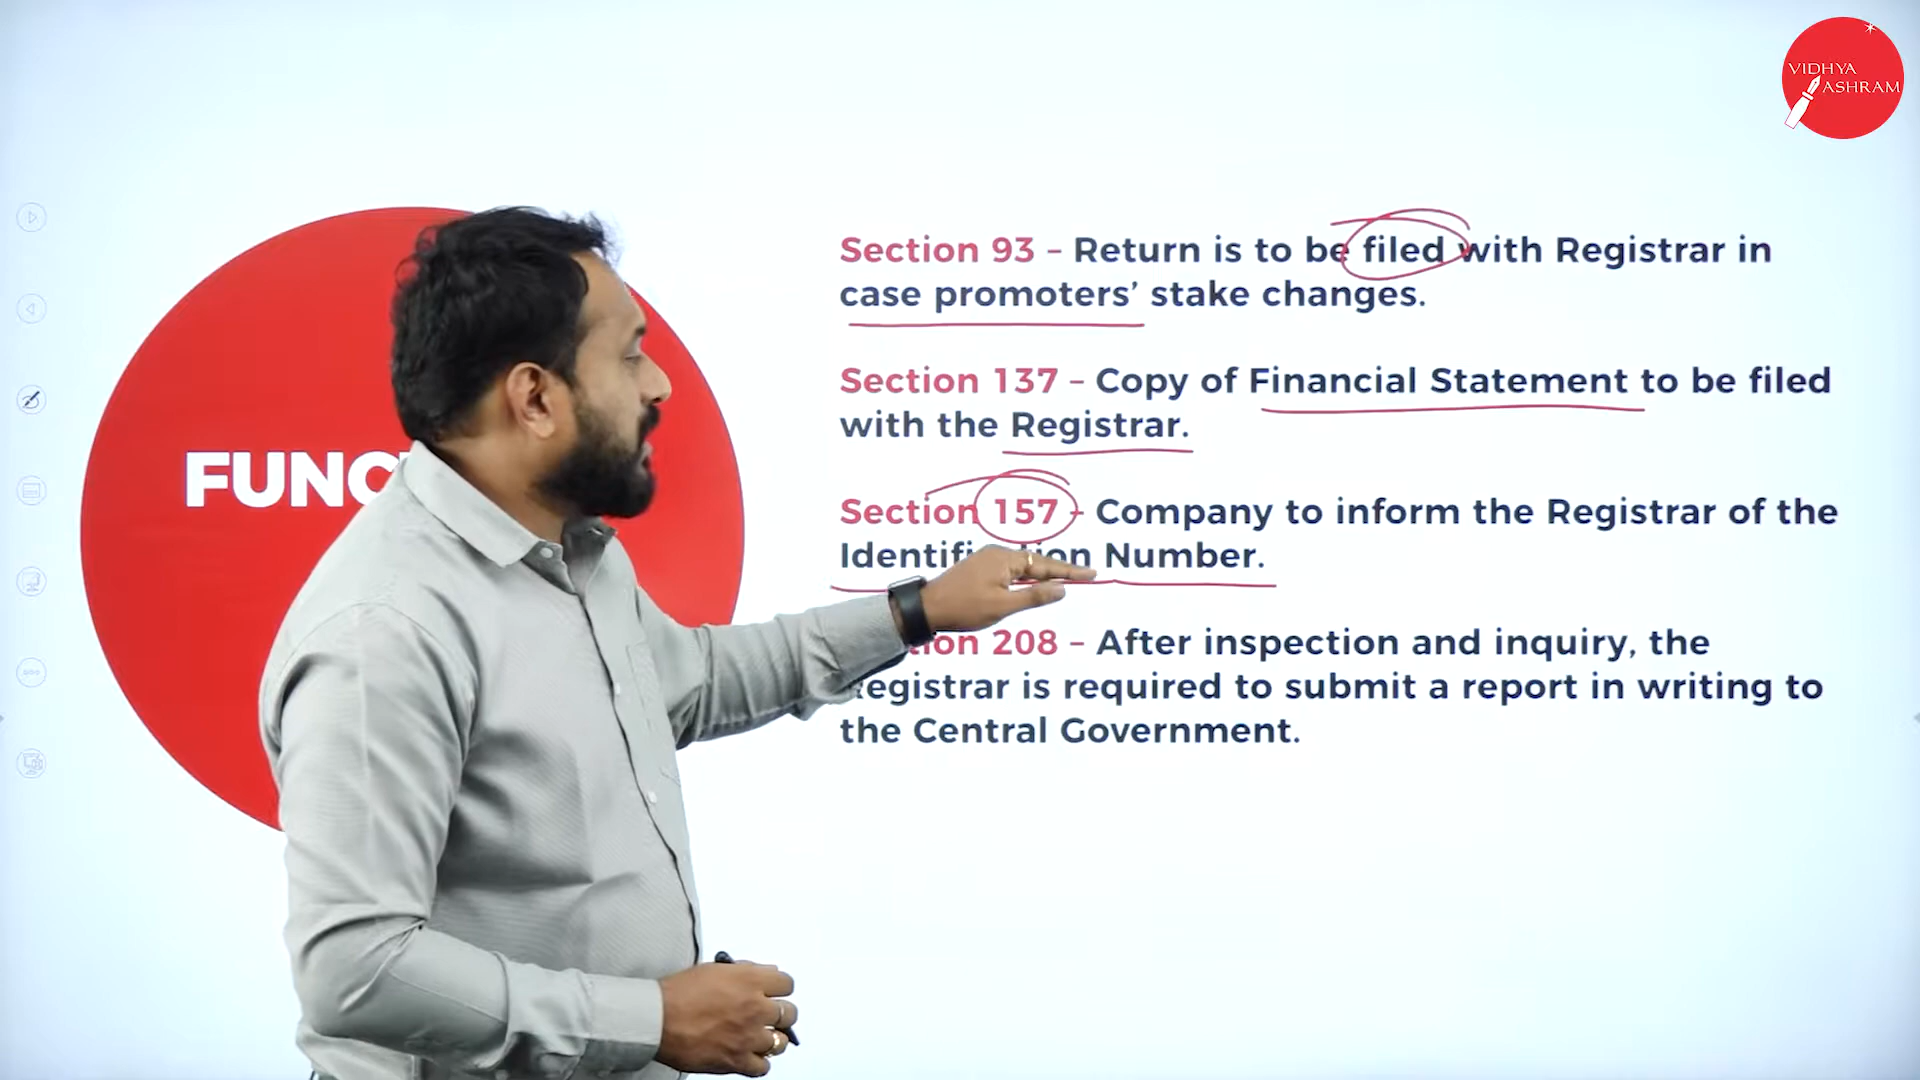 VIDHYA
ASHRAM
Section 93 – Return is to be filed with Registrar in
case promoters’ stake changes.
Section 137 – Copy of Financial Statement to be filed
with the Registrar.
Section 157 – Company to inform the Registrar of the
Number.
208 – After inspection and inquiry, the
is required to submit a report in writing to
the Central Government.